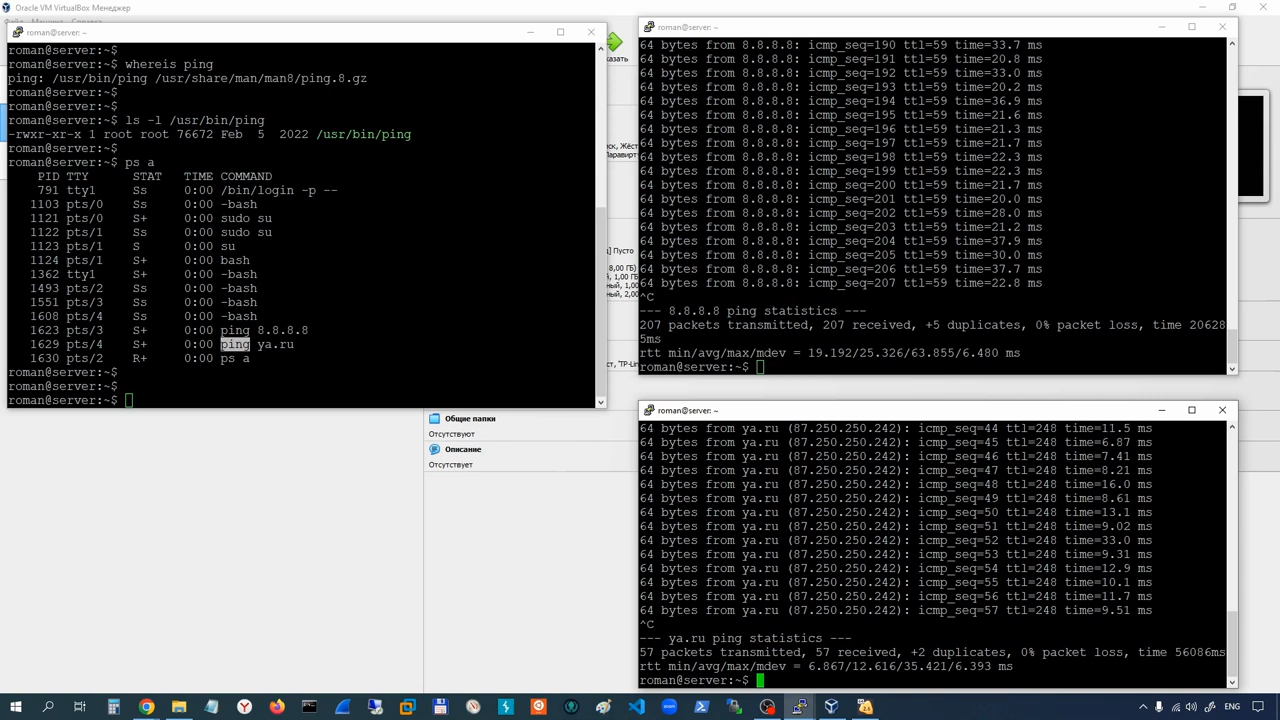 Oracle VM VirtualBox Менеджер
Файл Машина Справка
roman@server: ~
roman@server:~$
roman@server:~$ whereis ping
ping: /usr/bin/ping /usr/share/man/man8/ping.8.gz
roman@server:~$
roman@server:~$
roman@server:~$ ls -l /usr/bin/ping
-rwxr-xr-x 1 root root 76672 Feb  5  2022 /usr/bin/ping
roman@server:~$
roman@server:~$ ps a
PID TTY      STAT   TIME COMMAND
791 tty1     Ss     0:00 /bin/login -p --
1103 pts/0    Ss     0:00 -bash
1121 pts/0    S+     0:00 sudo su
1122 pts/1    Ss     0:00 sudo su
1123 pts/1    S      0:00 su
1124 pts/1    S+     0:00 bash
1362 tty1     S+     0:00 -bash
1493 pts/2    Ss     0:00 -bash
1551 pts/3    Ss     0:00 -bash
1608 pts/4    Ss     0:00 -bash
1623 pts/3    S+     0:00 ping 8.8.8.8
1629 pts/4    S+     0:00 ping ya.ru
1630 pts/2    R+     0:00 ps a
roman@server:~$
roman@server:~$
roman@server:~$
Общие папки
Отсутствуют
Описание
Отсутствует
Пусто
roman@server: ~
64 bytes from 8.8.8.8: icmp_seq=190 ttl=59 time=33.7 ms
64 bytes from 8.8.8.8: icmp_seq=191 ttl=59 time=20.8 ms
64 bytes from 8.8.8.8: icmp_seq=192 ttl=59 time=33.0 ms
64 bytes from 8.8.8.8: icmp_seq=193 ttl=59 time=20.2 ms
64 bytes from 8.8.8.8: icmp_seq=194 ttl=59 time=36.9 ms
64 bytes from 8.8.8.8: icmp_seq=195 ttl=59 time=21.6 ms
64 bytes from 8.8.8.8: icmp_seq=196 ttl=59 time=21.3 ms
64 bytes from 8.8.8.8: icmp_seq=197 ttl=59 time=21.7 ms
64 bytes from 8.8.8.8: icmp_seq=198 ttl=59 time=22.3 ms
64 bytes from 8.8.8.8: icmp_seq=199 ttl=59 time=22.3 ms
64 bytes from 8.8.8.8: icmp_seq=200 ttl=59 time=21.7 ms
64 bytes from 8.8.8.8: icmp_seq=201 ttl=59 time=20.0 ms
64 bytes from 8.8.8.8: icmp_seq=202 ttl=59 time=28.0 ms
64 bytes from 8.8.8.8: icmp_seq=203 ttl=59 time=21.2 ms
64 bytes from 8.8.8.8: icmp_seq=204 ttl=59 time=37.9 ms
64 bytes from 8.8.8.8: icmp_seq=205 ttl=59 time=30.0 ms
64 bytes from 8.8.8.8: icmp_seq=206 ttl=59 time=37.7 ms
64 bytes from 8.8.8.8: icmp_seq=207 ttl=59 time=22.8 ms
^C
--- 8.8.8.8 ping statistics ---
207 packets transmitted, 207 received, +5 duplicates, 0% packet loss, time 20628
5ms
rtt min/avg/max/mdev = 19.192/25.326/63.855/6.480 ms
roman@server:~$
roman@server: ~
64 bytes from ya.ru (87.250.250.242): icmp_seq=44 ttl=248 time=11.5 ms
64 bytes from ya.ru (87.250.250.242): icmp_seq=45 ttl=248 time=6.87 ms
64 bytes from ya.ru (87.250.250.242): icmp_seq=46 ttl=248 time=7.41 ms
64 bytes from ya.ru (87.250.250.242): icmp_seq=47 ttl=248 time=8.21 ms
64 bytes from ya.ru (87.250.250.242): icmp_seq=48 ttl=248 time=16.0 ms
64 bytes from ya.ru (87.250.250.242): icmp_seq=49 ttl=248 time=8.61 ms
64 bytes from ya.ru (87.250.250.242): icmp_seq=50 ttl=248 time=13.1 ms
64 bytes from ya.ru (87.250.250.242): icmp_seq=51 ttl=248 time=9.02 ms
64 bytes from ya.ru (87.250.250.242): icmp_seq=52 ttl=248 time=33.0 ms
64 bytes from ya.ru (87.250.250.242): icmp_seq=53 ttl=248 time=9.31 ms
64 bytes from ya.ru (87.250.250.242): icmp_seq=54 ttl=248 time=12.9 ms
64 bytes from ya.ru (87.250.250.242): icmp_seq=55 ttl=248 time=10.1 ms
64 bytes from ya.ru (87.250.250.242): icmp_seq=56 ttl=248 time=11.7 ms
64 bytes from ya.ru (87.250.250.242): icmp_seq=57 ttl=248 time=9.51 ms
^C
--- ya.ru ping statistics ---
57 packets transmitted, 57 received, +2 duplicates, 0% packet loss, time 56086ms
rtt min/avg/max/mdev = 6.867/12.616/35.421/6.393 ms
roman@server:~$